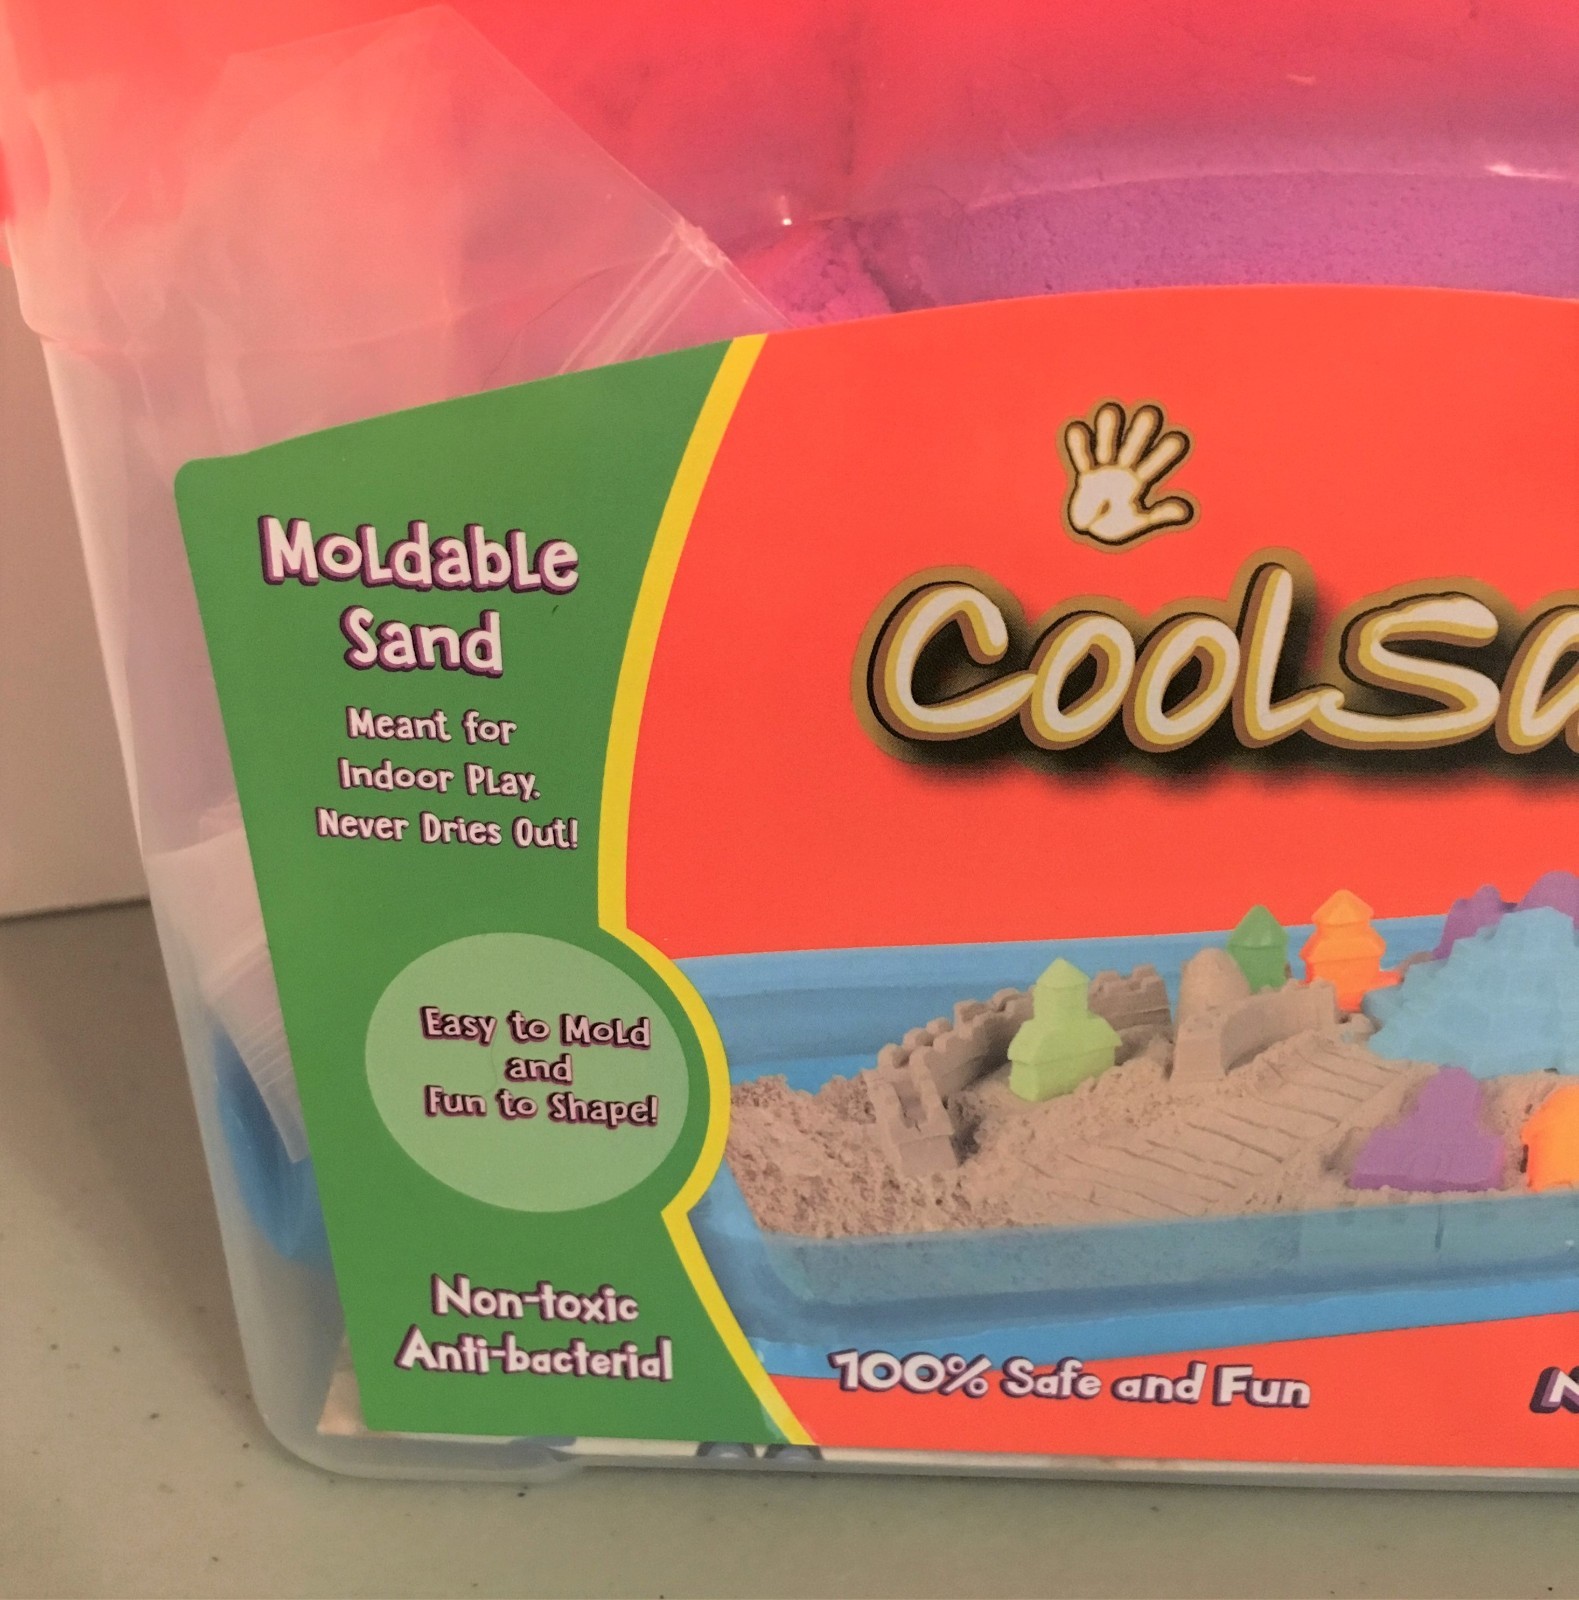 Moldable
Sand
Meant for
Indoor Play.
Never Dries Out!
Easy to Mold
and
Fun to Shape!
Non-toxic
Anti-bacterial
CoolSa
100% Safe and Fun
N